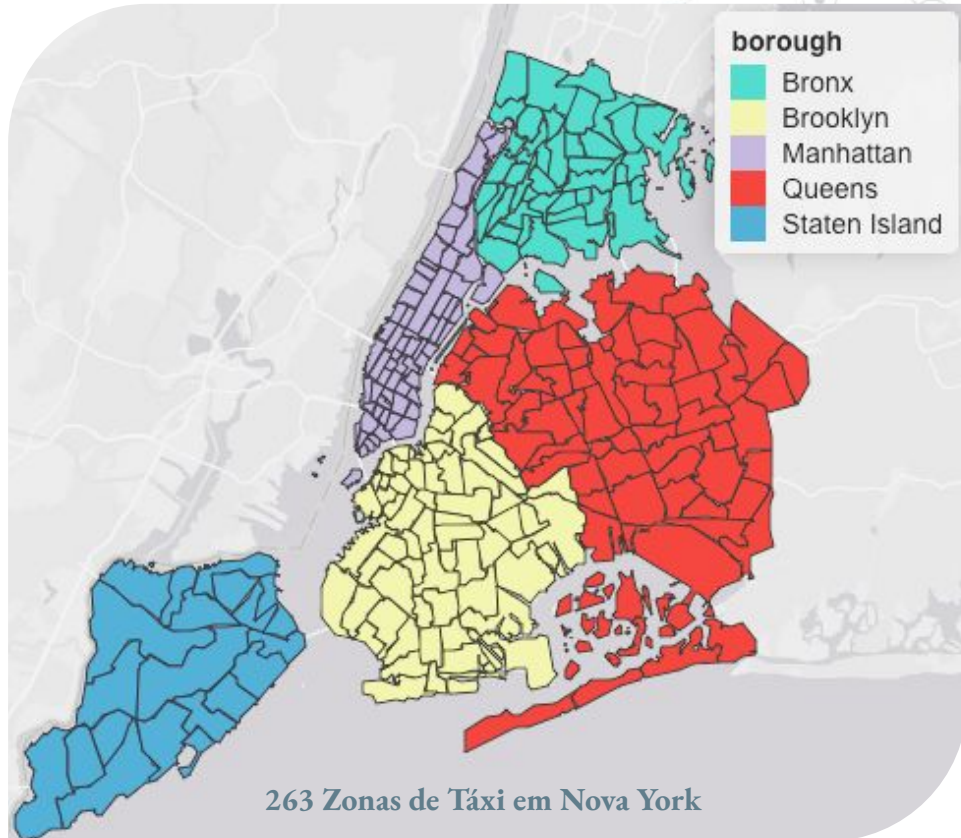 borough
Bronx
Brooklyn
Manhattan
Queens
Staten Island
263 Zonas de Táxi em Nova York